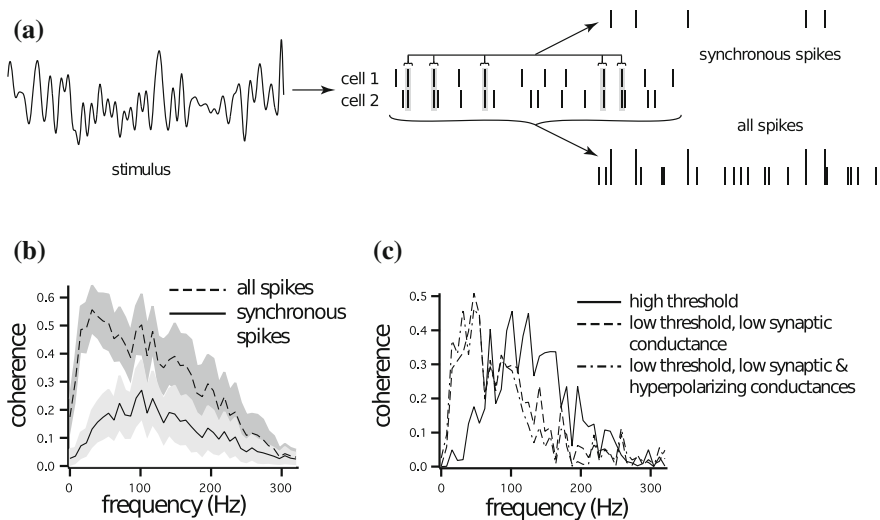 (a)
synchronous spikes
cell 1
cell 2
all spikes
stimulus
(b)
(c)
all spikes
synchronous
spikes
0.6
0.5
0.4
0.3
0.2
0.1
0.0
coherence
0
100
200
300
frequency (Hz)
high threshold
low threshold, low synaptic
conductance
low threshold, low synaptic &
hyperpolarizing conductances
0.5
0.4
0.3
0.2
0.1
0.0
coherence
0
100
200
300
frequency (Hz)